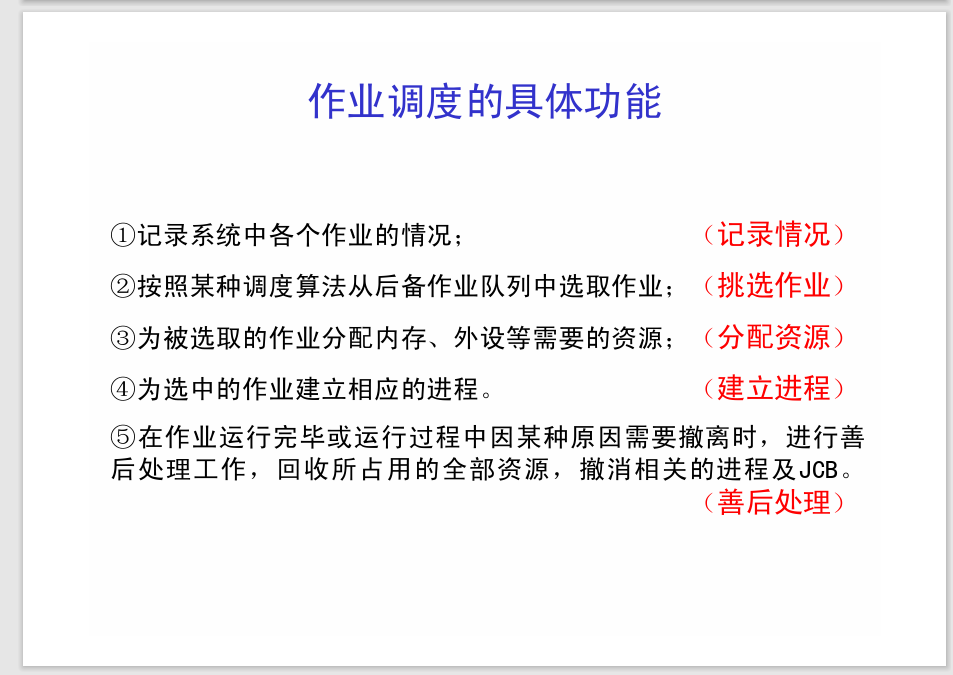 作业调度的具体功能
①记录系统中各个作业的情况； （记录情况）
②按照某种调度算法从后备作业队列中选取作业； （挑选作业）
③为被选取的作业分配内存、外设等需要的资源； （分配资源）
④为选中的作业建立相应的进程。 （建立进程）
⑤在作业运行完毕或运行过程中因某种原因需要撤离时，进行善
后处理工作，回收所占用的全部资源，撤消相关的进程及JCB。
（善后处理）